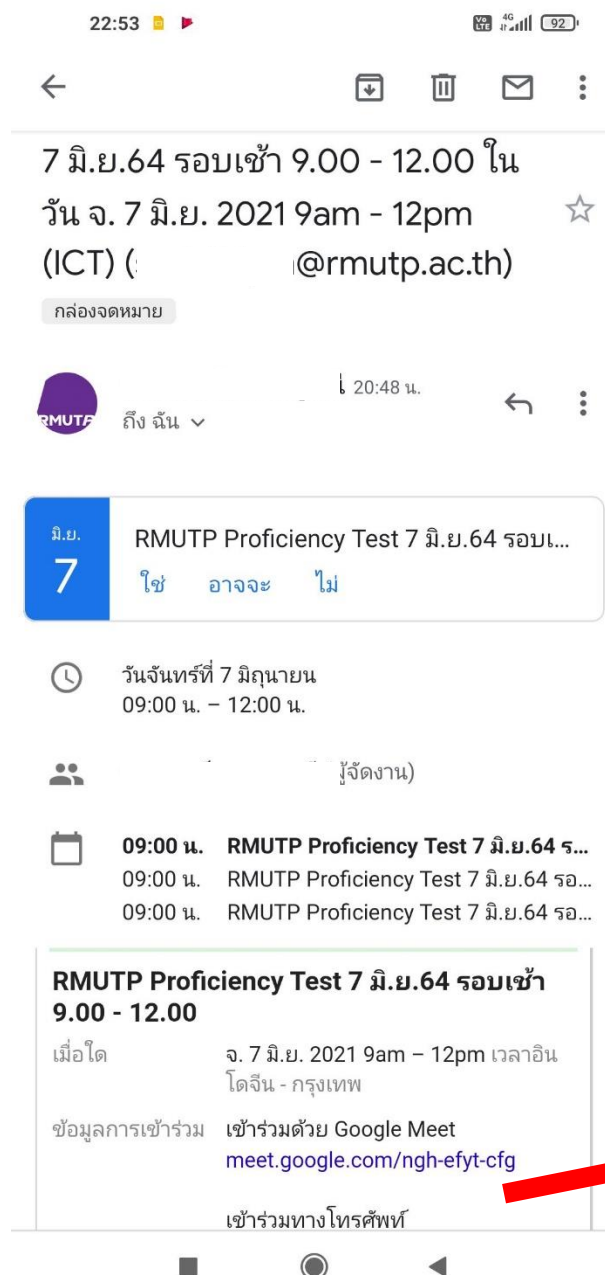 22:53
VoLTE 4G 92
7 มิ.ย.64 รอบเช้า 9.00 - 12.00 ใน
วัน จ. 7 มิ.ย. 2021 9am - 12pm
(ICT) ( @rmutp.ac.th)
กล่องจดหมาย
RMUTP
20:48 น.
ถึง ฉัน
มิ.ย.
7
RMUTP Proficiency Test 7 มิ.ย.64 รอบเ...
ใช่ อาจจะ ไม่
วันจันทร์ที่ 7 มิถุนายน
09:00 น. – 12:00 น.
ผู้จัดงาน)
09:00 น. RMUTP Proficiency Test 7 มิ.ย.64 ร...
09:00 น. RMUTP Proficiency Test 7 มิ.ย.64 รอ...
09:00 น. RMUTP Proficiency Test 7 มิ.ย.64 รอ...
RMUTP Proficiency Test 7 มิ.ย.64 รอบเช้า
9.00 - 12.00
เมื่อใด จ. 7 มิ.ย. 2021 9am – 12pm เวลาอิน
โดจีน - กรุงเทพ
ข้อมูลการเข้าร่วม เข้าร่วมด้วย Google Meet
meet.google.com/ngh-efyt-cfg
เข้าร่วมทางโทรศัพท์